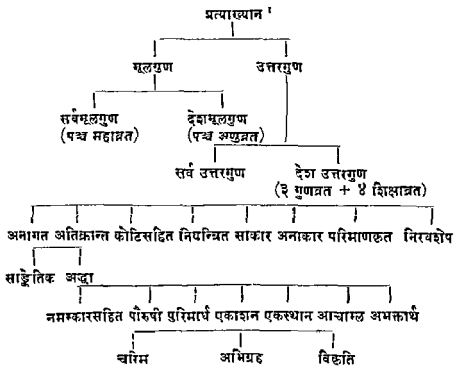 प्रत्याख्यान १
मूलगुण उत्तरगुण
सर्वमूलगुण देशमूलगुण
(पञ्च महाव्रत) (पञ्च अणुव्रत)
सर्व उत्तरगुण देश उत्तरगुण
(३ गुणव्रत + ४ शिक्षाव्रत)
अनागत अतिक्रान्त कोटिसहित नियन्त्रित साकार अनाकार परिमाणकृत निरवशेष
साङ्केतिक अद्धा
नमस्कारसहित पौरुषी पुरिमार्ध एकाशन एकस्थान आचाम्ल अभक्तार्थ
चरिम अभिग्रह विकृति